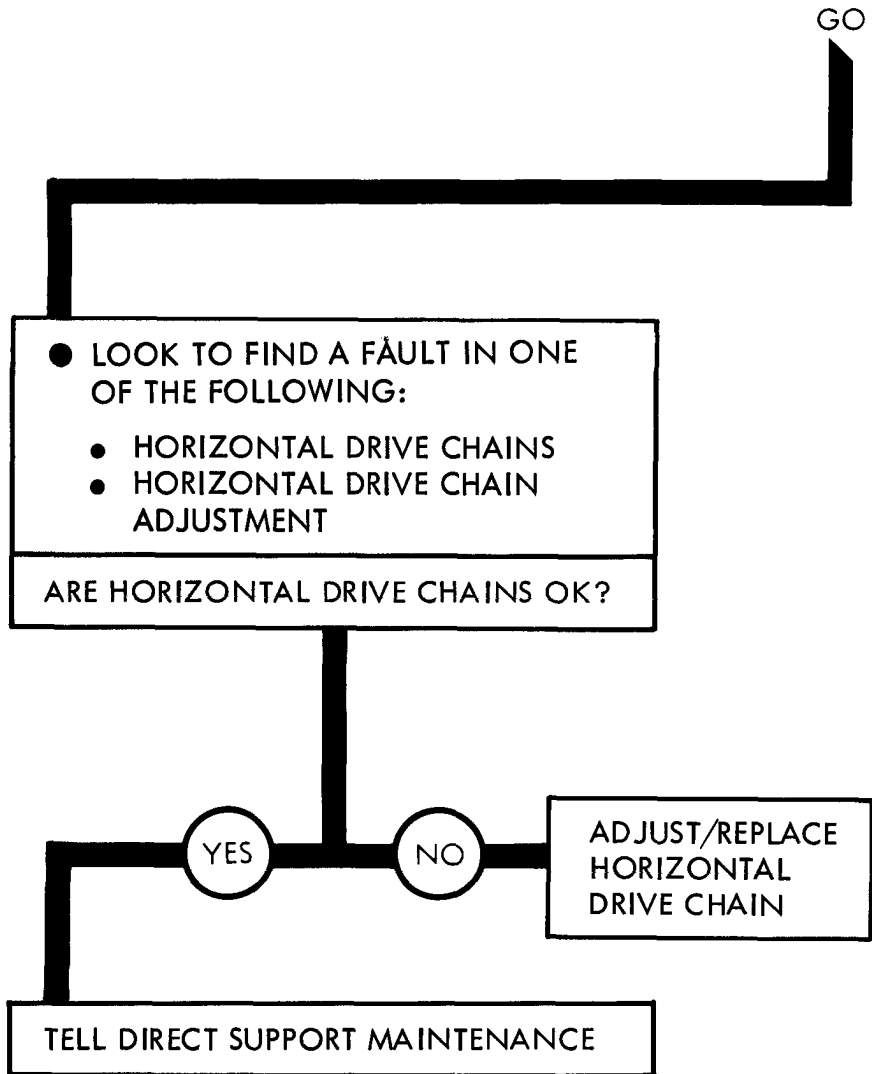 GO
● LOOK TO FIND A FAULT IN ONE
OF THE FOLLOWING:
● HORIZONTAL DRIVE CHAINS
● HORIZONTAL DRIVE CHAIN
ADJUSTMENT
ARE HORIZONTAL DRIVE CHAINS OK?
YES
NO
ADJUST/REPLACE
HORIZONTAL
DRIVE CHAIN
TELL DIRECT SUPPORT MAINTENANCE